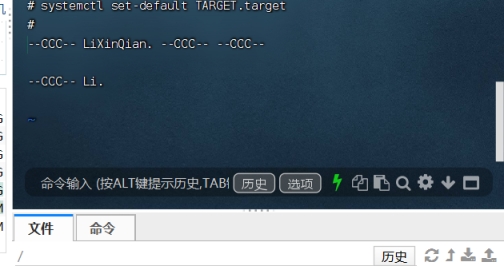 # systemctl set-default TARGET.target
#
--CCC-- LiXinQian. --CCC-- --CCC--
--CCC-- Li.
~
命令输入 (按ALT键提示历史,TAB 历史 选项
文件 命令
/ 历史
G
G
G
G
M
M